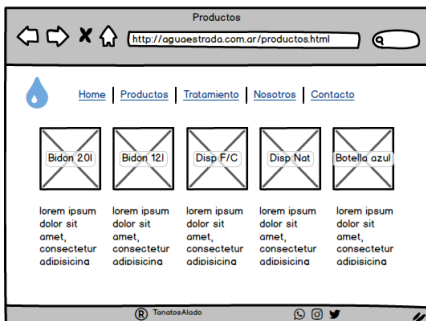 Productos
http://aguaestrada.com.ar/productos.html
Home | Productos | Tratamiento | Nosotros | Contacto
Bidon 20l Bidon 12l Disp F/C Disp Nat Botella azul
lorem ipsum lorem ipsum lorem ipsum lorem ipsum lorem ipsum
dolor sit dolor sit dolor sit dolor sit dolor sit
amet, amet, amet, amet, amet,
consectetur consectetur consectetur consectetur consectetur
adipisicing adipisicing adipisicing adipisicing adipisicing
® TanatosAlado